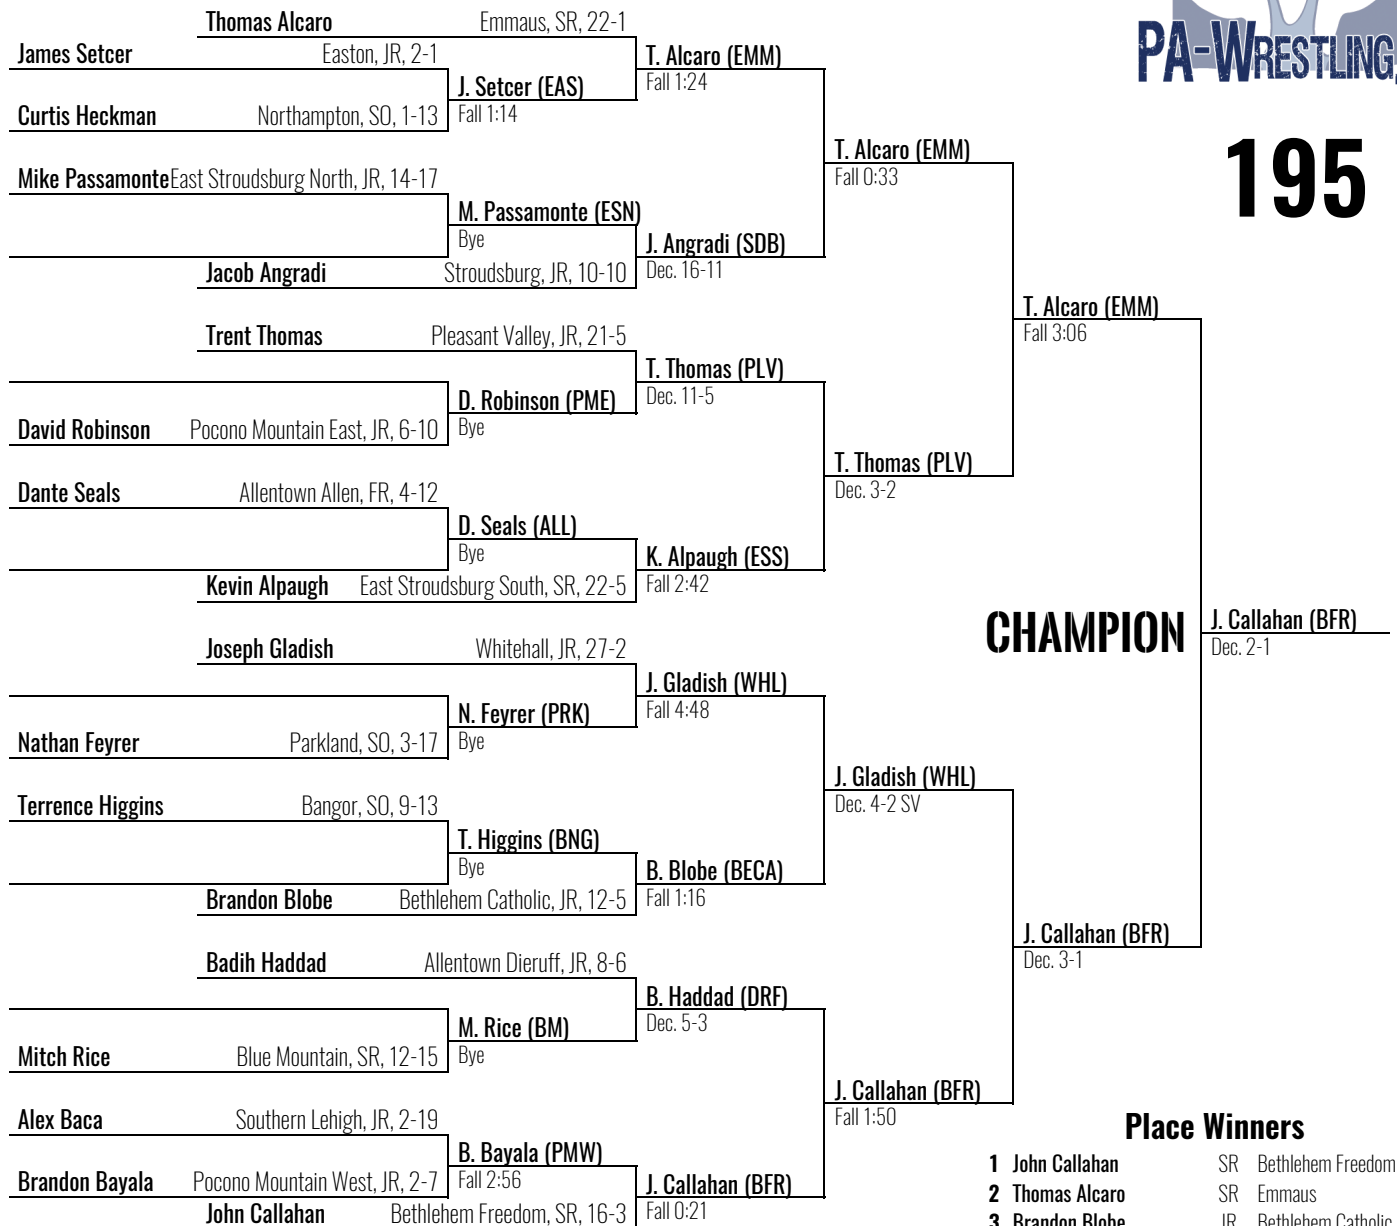 Thomas Alcaro Emmaus, SR, 22-1
James Setcer Easton, JR, 2-1
T. Alcaro (EMM)
Fall 1:24
J. Setcer (EAS)
Fall 1:14
Curtis Heckman Northampton, SO, 1-13
T. Alcaro (EMM)
Fall 0:33
Mike Passamonte East Stroudsburg North, JR, 14-17
M. Passamonte (ESN)
Bye
J. Angradi (SDB)
Dec. 16-11
Jacob Angradi Stroudsburg, JR, 10-10
T. Alcaro (EMM)
Fall 3:06
Trent Thomas Pleasant Valley, JR, 21-5
T. Thomas (PLV)
Dec. 11-5
D. Robinson (PME)
Bye
David Robinson Pocono Mountain East, JR, 6-10
T. Thomas (PLV)
Dec. 3-2
Dante Seals Allentown Allen, FR, 4-12
D. Seals (ALL)
Bye
K. Alpaugh (ESS)
Fall 2:42
Kevin Alpaugh East Stroudsburg South, SR, 22-5
CHAMPION
J. Callahan (BFR)
Dec. 2-1
Joseph Gladish Whitehall, JR, 27-2
J. Gladish (WHL)
Fall 4:48
N. Feyrer (PRK)
Bye
Nathan Feyrer Parkland, SO, 3-17
J. Gladish (WHL)
Dec. 4-2 SV
Terrence Higgins Bangor, SO, 9-13
T. Higgins (BNG)
Bye
B. Blobe (BECA)
Fall 1:16
Brandon Blobe Bethlehem Catholic, JR, 12-5
J. Callahan (BFR)
Dec. 3-1
Badih Haddad Allentown Dieruff, JR, 8-6
B. Haddad (DRF)
Dec. 5-3
M. Rice (BM)
Bye
Mitch Rice Blue Mountain, SR, 12-15
J. Callahan (BFR)
Fall 1:50
Alex Baca Southern Lehigh, JR, 2-19
B. Bayala (PMW)
Fall 2:56
Brandon Bayala Pocono Mountain West, JR, 2-7
J. Callahan (BFR)
Fall 0:21
John Callahan Bethlehem Freedom, SR, 16-3
PA-WRESTLING.
195
Place Winners
1 John Callahan SR Bethlehem Freedom
2 Thomas Alcaro SR Emmaus
3 Brandon Blobe JR Bethlehem Catholic